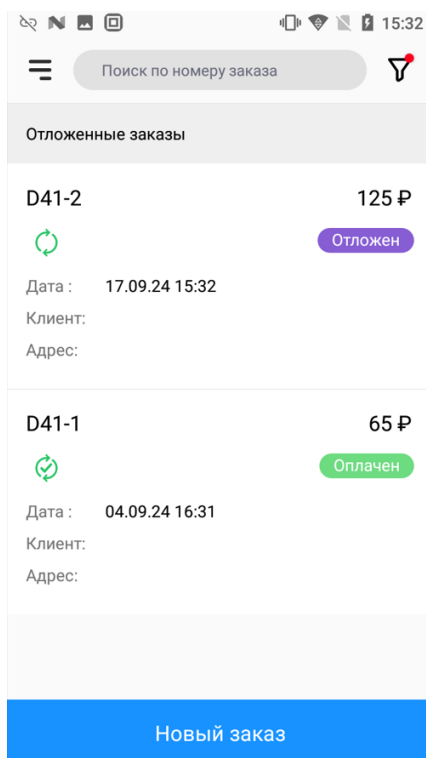 15:32
Поиск по номеру заказа
Отложенные заказы
D41-2 125 ₽
Отложен
Дата : 17.09.24 15:32
Клиент:
Адрес:
D41-1 65 ₽
Оплачен
Дата : 04.09.24 16:31
Клиент:
Адрес:
Новый заказ